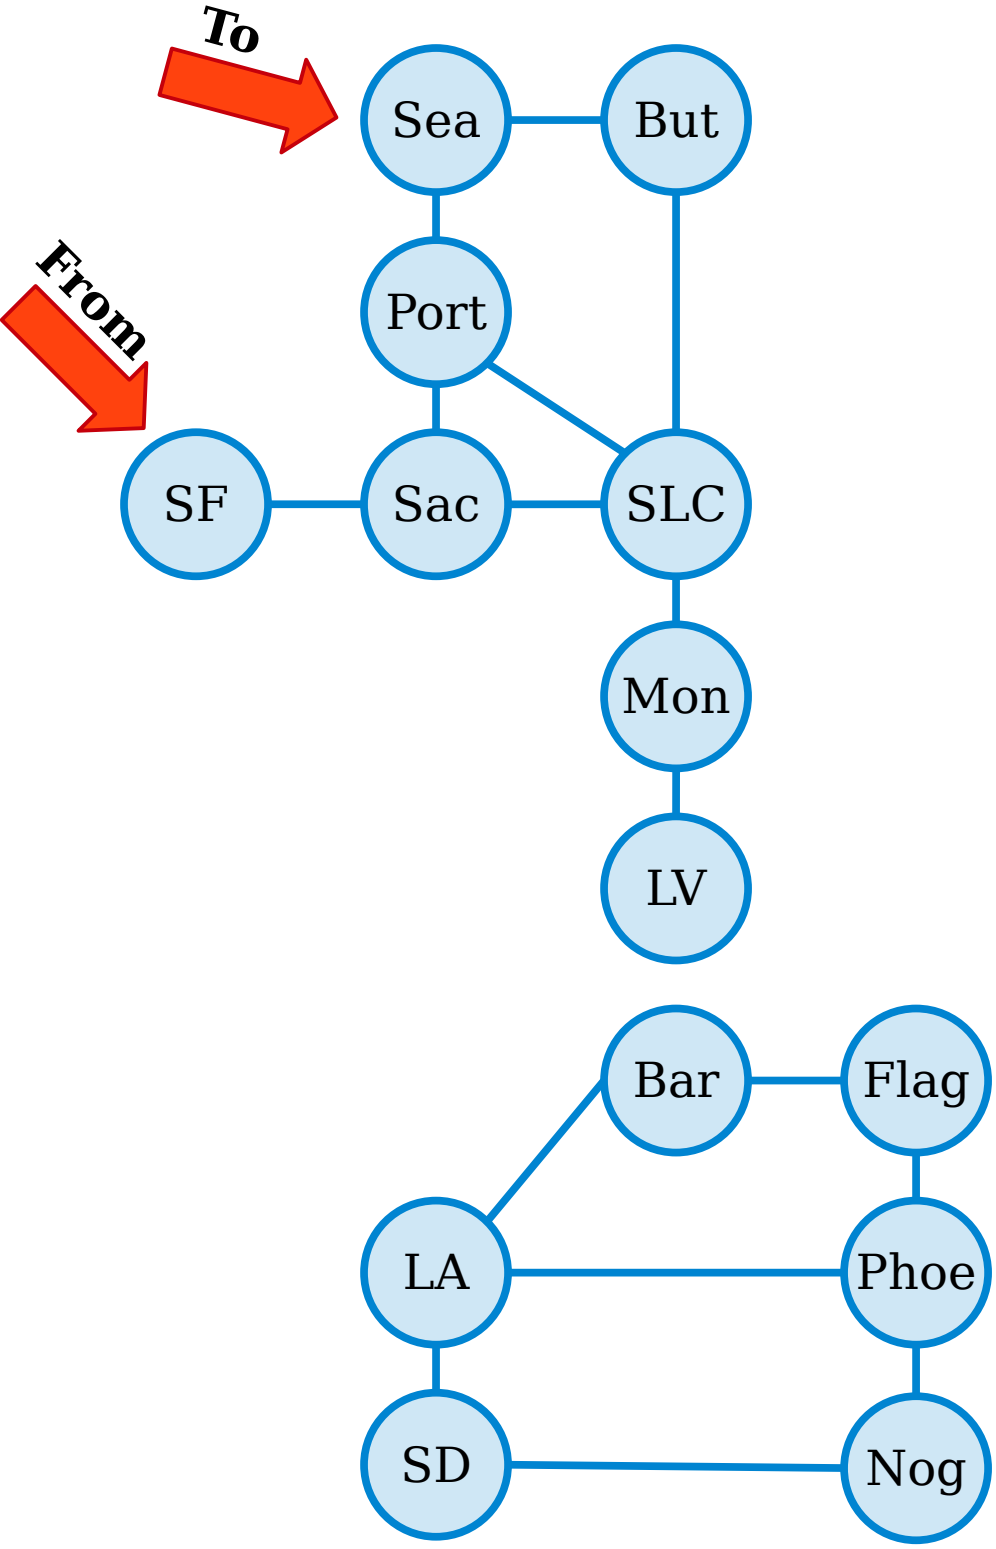 To
Sea
But
From
Port
SF
Sac
SLC
Mon
LV
Bar
Flag
LA
Phoe
SD
Nog